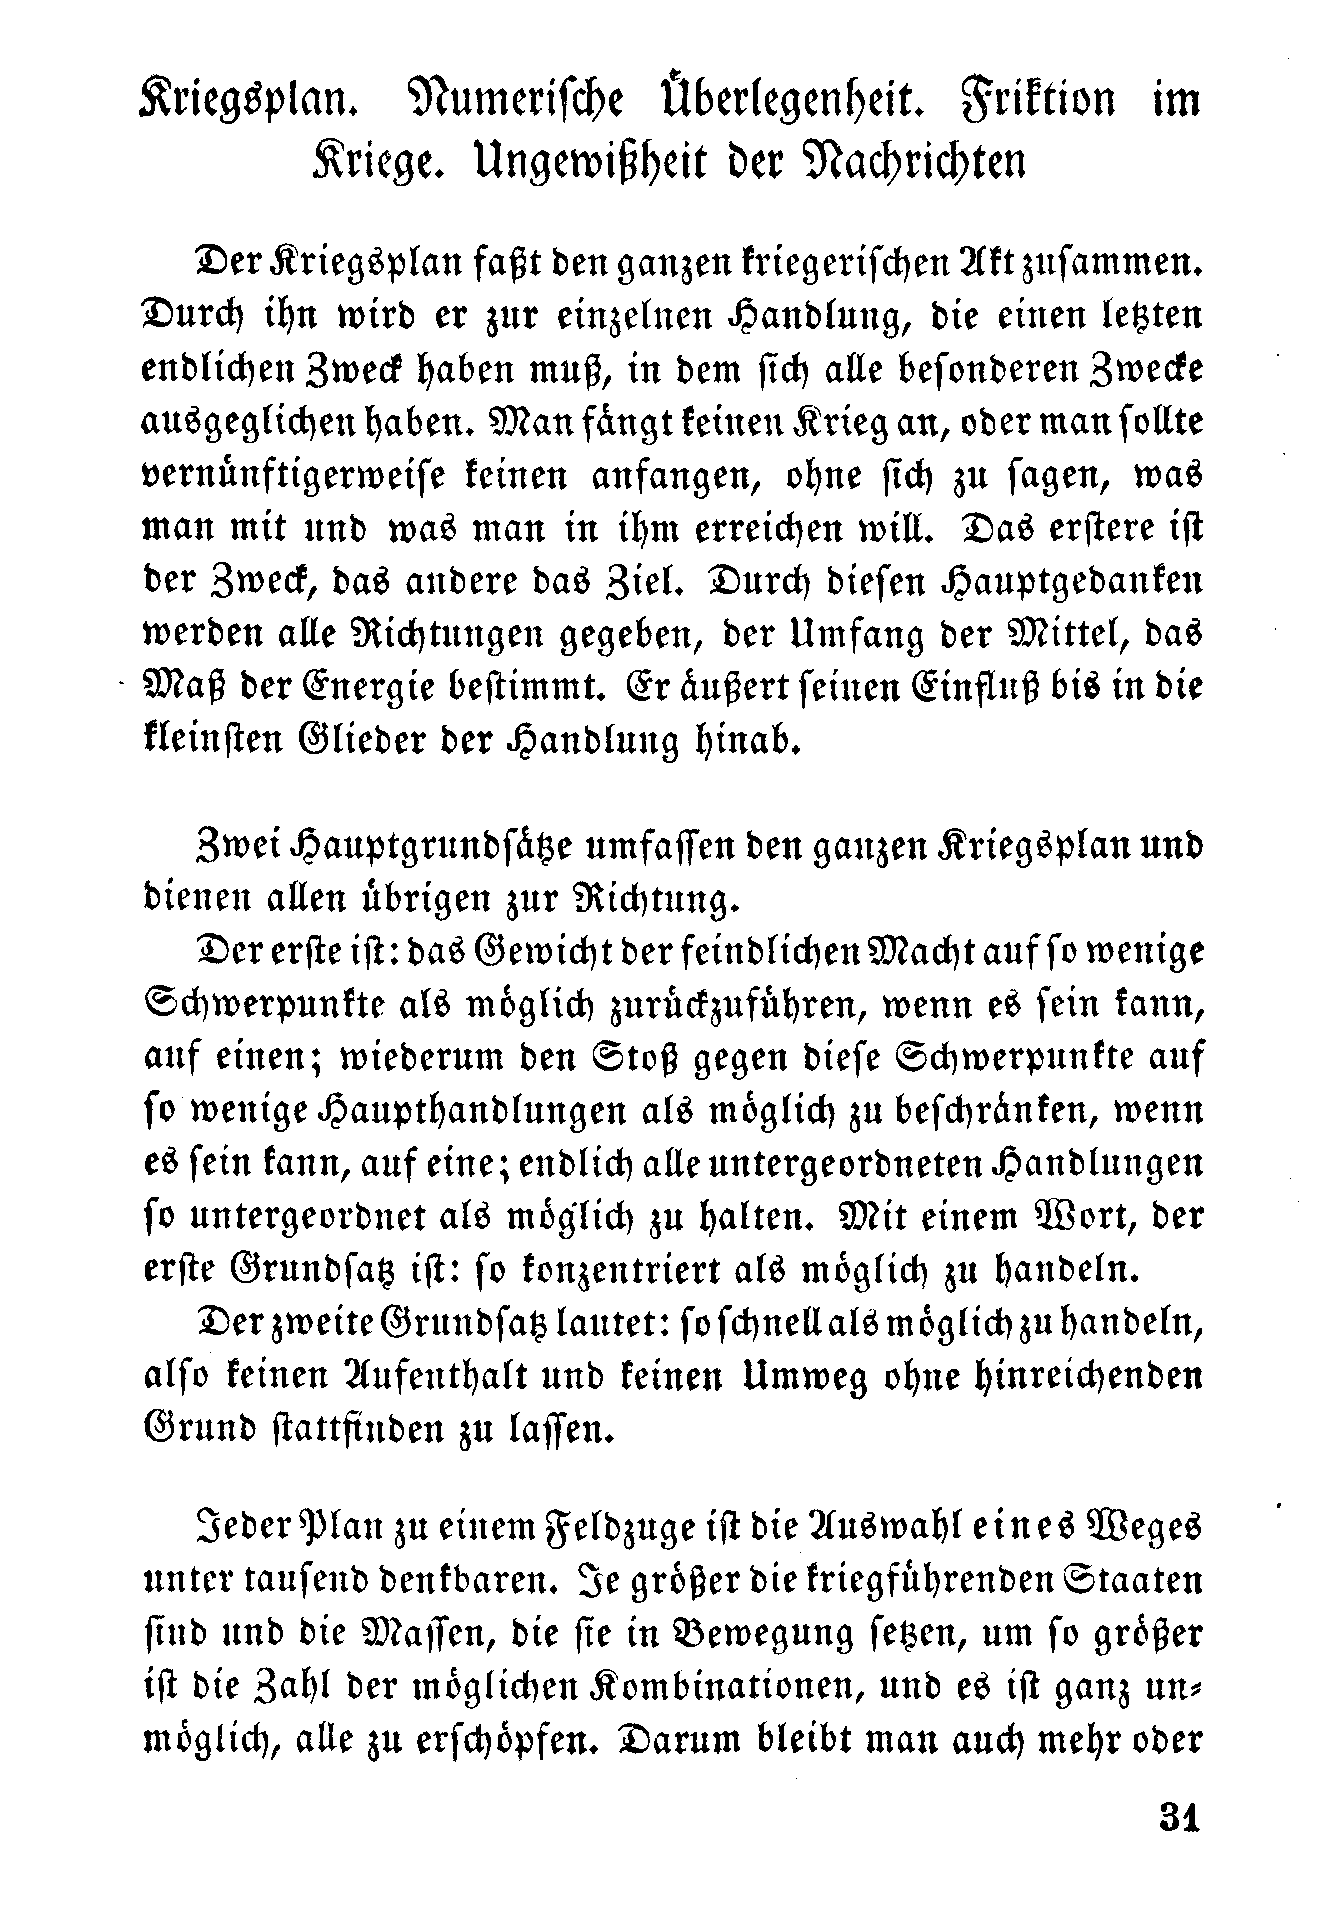 Kriegsplan. Numerische Überlegenheit. Friktion im
Kriege. Ungewißheit der Nachrichten
Der Kriegsplan faßt den ganzen kriegerischen Akt zusammen.
Durch ihn wird er zur einzelnen Handlung, die einen letzten
endlichen Zweck haben muß, in dem sich alle besonderen Zwecke
ausgeglichen haben. Man fängt keinen Krieg an, oder man sollte
vernünftigerweise keinen anfangen, ohne sich zu sagen, was
man mit und was man in ihm erreichen will. Das erstere ist
der Zweck, das andere das Ziel. Durch diesen Hauptgedanken
werden alle Richtungen gegeben, der Umfang der Mittel, das
Maß der Energie bestimmt. Er äußert seinen Einfluß bis in die
kleinsten Glieder der Handlung hinab.
Zwei Hauptgrundsätze umfassen den ganzen Kriegsplan und
dienen allen übrigen zur Richtung.
Der erste ist: das Gewicht der feindlichen Macht auf so wenige
Schwerpunkte als möglich zurückzuführen, wenn es sein kann,
auf einen; wiederum den Stoß gegen diese Schwerpunkte auf
so wenige Haupthandlungen als möglich zu beschränken, wenn
es sein kann, auf eine; endlich alle untergeordneten Handlungen
so untergeordnet als möglich zu halten. Mit einem Wort, der
erste Grundsatz ist: so konzentriert als möglich zu handeln.
Der zweite Grundsatz lautet: so schnell als möglich zu handeln,
also keinen Aufenthalt und keinen Umweg ohne hinreichenden
Grund stattfinden zu lassen.
Jeder Plan zu einem Feldzuge ist die Auswahl eines Weges
unter tausend denkbaren. Je größer die kriegführenden Staaten
sind und die Massen, die sie in Bewegung setzen, um so größer
ist die Zahl der möglichen Kombinationen, und es ist ganz un-
möglich, alle zu erschöpfen. Darum bleibt man auch mehr oder
31